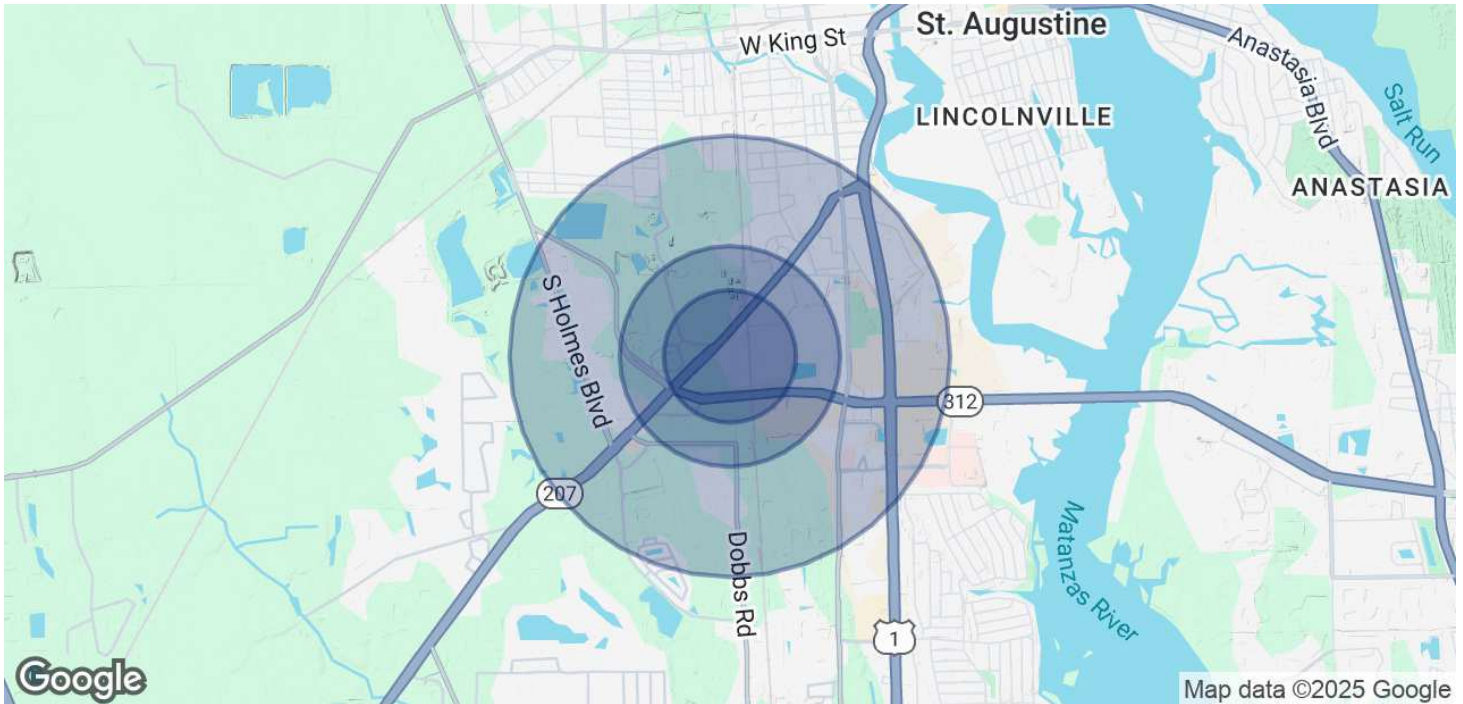 St. Augustine
W King St
Anastasia Blvd
Salt Run
LINCOLNVILLE
ANASTASIA
S Holmes Blvd
312
207
Matanzas River
Dobbs Rd
1
Google
Map data ©2025 Google